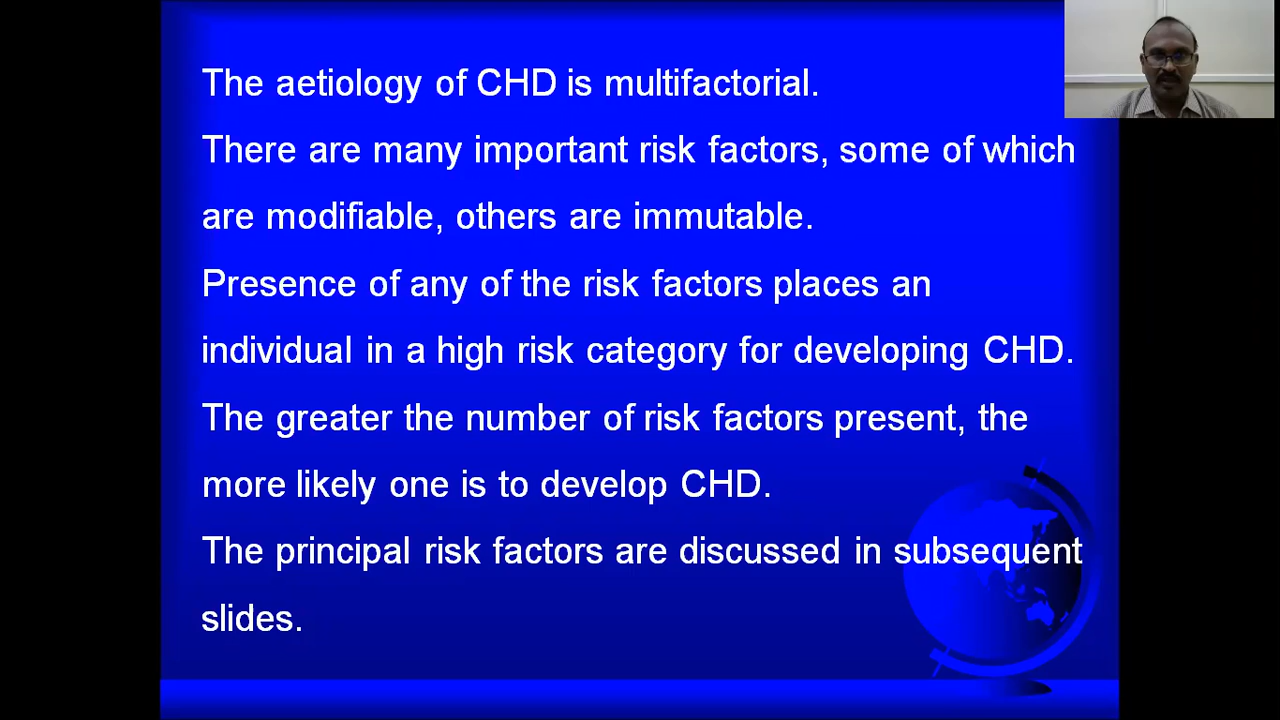 The aetiology of CHD is multifactorial.
There are many important risk factors, some of which
are modifiable, others are immutable.
Presence of any of the risk factors places an
individual in a high risk category for developing CHD.
The greater the number of risk factors present, the
more likely one is to develop CHD.
The principal risk factors are discussed in subsequent
slides.